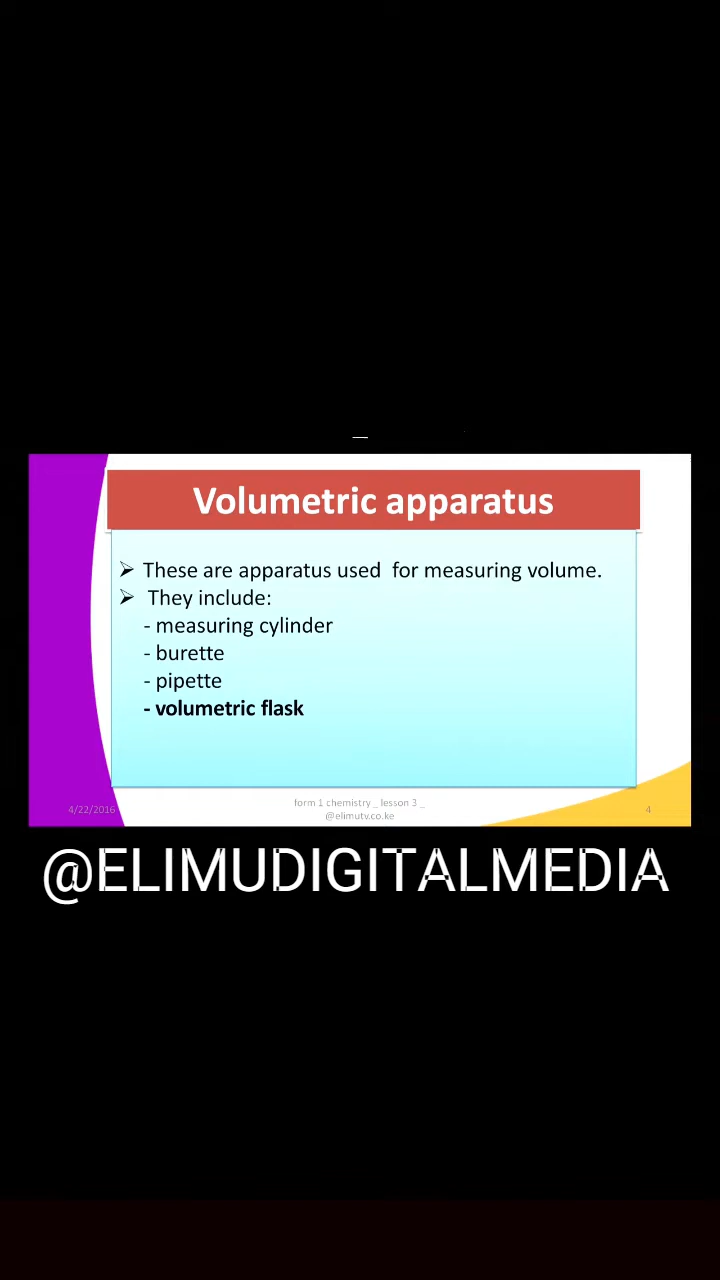 Volumetric apparatus
➢ These are apparatus used  for measuring volume.
➢ They include:
- measuring cylinder
- burette
- pipette
- volumetric flask
4/22/2016
form 1 chemistry _ lesson 3 _
@elimutv.co.ke
4
@ELIMUDIGITALMEDIA